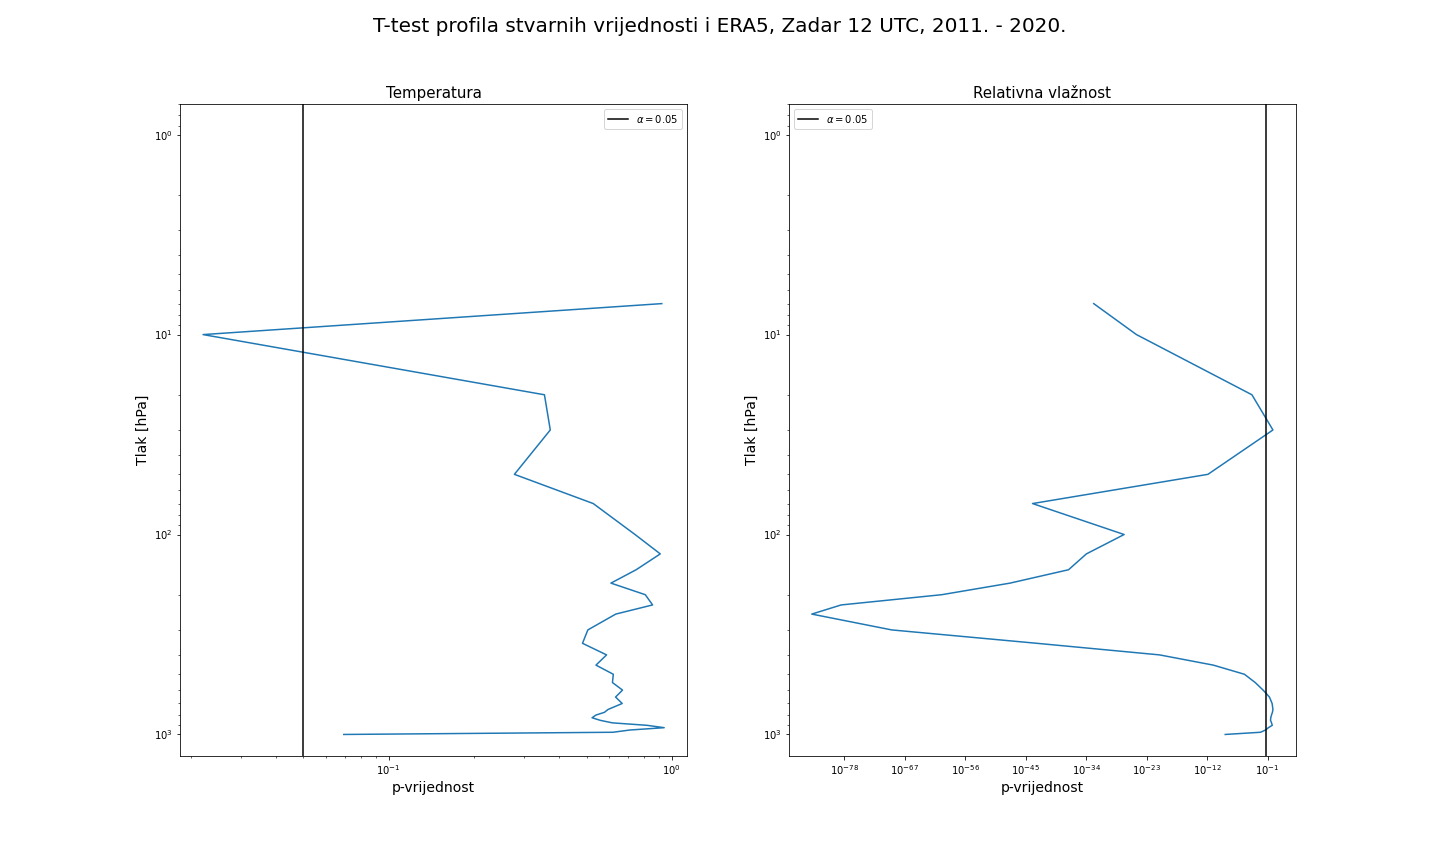 T-test profila stvarnih vrijednosti i ERA5, Zadar 12 UTC, 2011. - 2020.
Temperatura
α = 0.05
10⁰
10¹
10²
10³
Tlak [hPa]
10⁻¹
10⁰
p-vrijednost
Relativna vlažnost
α = 0.05
10⁰
10¹
10²
10³
Tlak [hPa]
10⁻⁷⁸
10⁻⁶⁷
10⁻⁵⁶
10⁻⁴⁵
10⁻³⁴
10⁻²³
10⁻¹²
10⁻¹
p-vrijednost